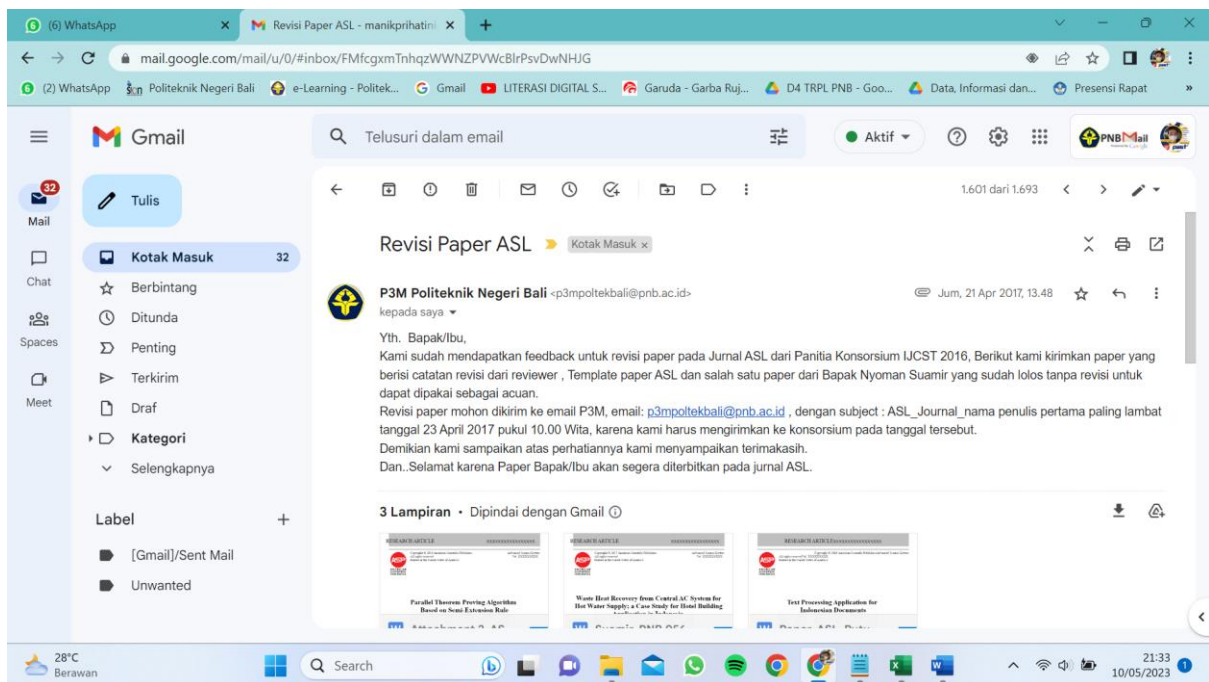 (6) WhatsApp
Revisi Paper ASL - manikprihatini
mail.google.com/mail/u/0/#inbox/FMfcgxmTnhqzWWNZPVWcBlrPsvDwNHJG
(2) WhatsApp Politeknik Negeri Bali e-Learning - Politek... Gmail LITERASI DIGITAL S... Garuda - Garba Ruj... D4 TRPL PNB - Goo... Data, Informasi dan... Presensi Rapat »
Gmail
Telusuri dalam email
Aktif
PNBMail
32
Mail
Chat
Spaces
Meet
Tulis
Kotak Masuk 32
Berbintang
Ditunda
Penting
Terkirim
Draf
Kategori
Selengkapnya
Label +
[Gmail]/Sent Mail
Unwanted
1.601 dari 1.693
Revisi Paper ASL Kotak Masuk x
P3M Politeknik Negeri Bali <p3mpoltekbali@pnb.ac.id> Jum, 21 Apr 2017, 13.48
kepada saya
Yth. Bapak/Ibu,
Kami sudah mendapatkan feedback untuk revisi paper pada Jurnal ASL dari Panitia Konsorsium IJCST 2016, Berikut kami kirimkan paper yang
berisi catatan revisi dari reviewer , Template paper ASL dan salah satu paper dari Bapak Nyoman Suamir yang sudah lolos tanpa revisi untuk
dapat dipakai sebagai acuan.
Revisi paper mohon dikirim ke email P3M, email: p3mpoltekbali@pnb.ac.id , dengan subject : ASL_Journal_nama penulis pertama paling lambat
tanggal 23 April 2017 pukul 10.00 Wita, karena kami harus mengirimkan ke konsorsium pada tanggal tersebut.
Demikian kami sampaikan atas perhatiannya kami menyampaikan terimakasih.
Dan..Selamat karena Paper Bapak/Ibu akan segera diterbitkan pada jurnal ASL.
3 Lampiran • Dipindai dengan Gmail
RESEARCH ARTICLE
Parallel Theorem Proving Algorithm
Based on Semi-Extension Rule
RESEARCH ARTICLE
Waste Heat Recovery from Central AC System for
Hot Water Supply; a Case Study for Hotel Building
Application in Indonesia
RESEARCH ARTICLE
Text Processing Application for
Indonesian Documents
28°C
Berawan
Search
21:33
10/05/2023
1